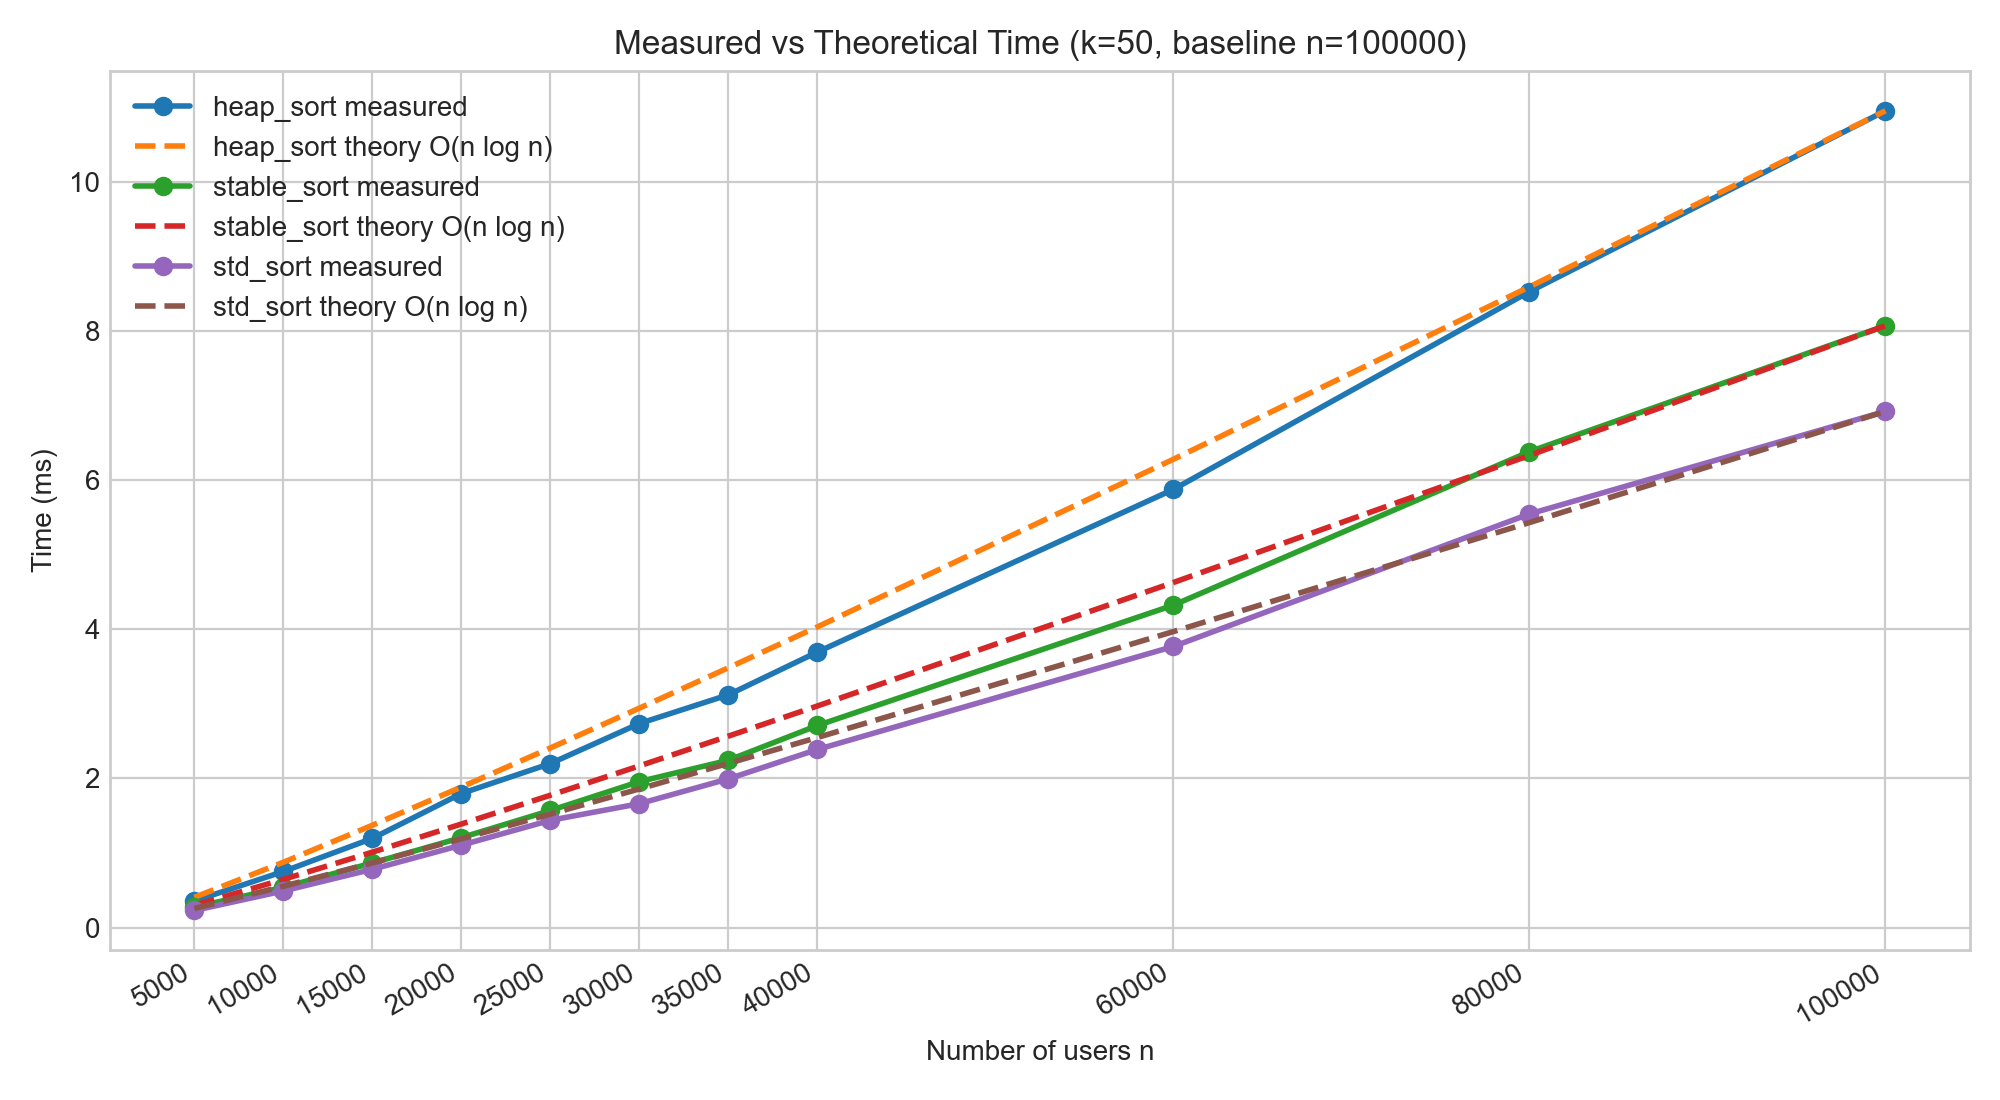 Measured vs Theoretical Time (k=50, baseline n=100000)
heap_sort measured
heap_sort theory O(n log n)
stable_sort measured
stable_sort theory O(n log n)
std_sort measured
std_sort theory O(n log n)
Time (ms)
10
8
6
4
2
0
5000 10000 15000 20000 25000 30000 35000 40000 60000 80000 100000
Number of users n